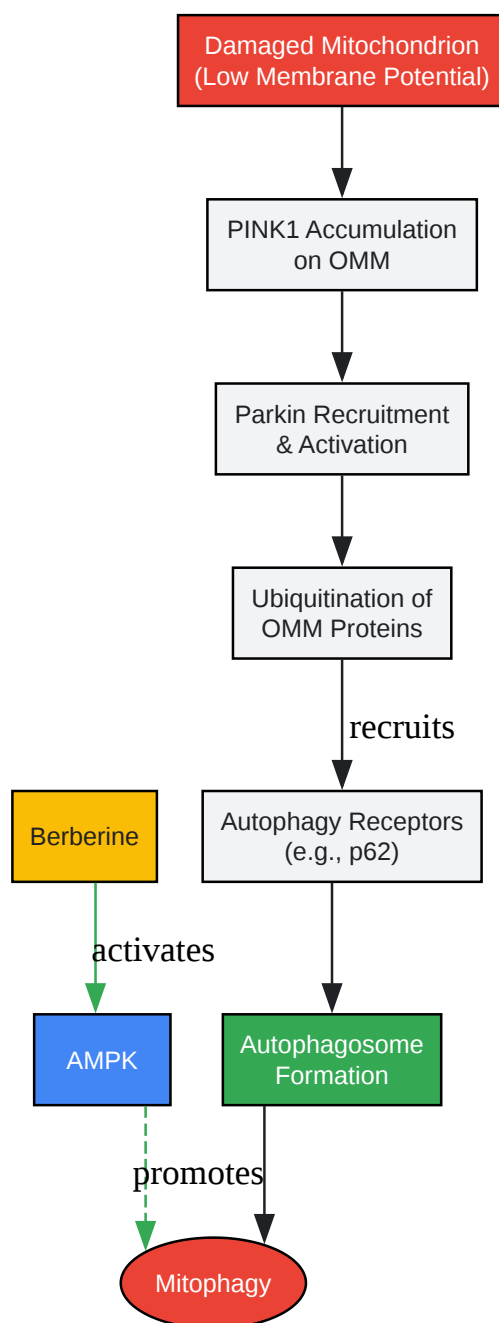 Damaged Mitochondrion
(Low Membrane Potential)
PINK1 Accumulation
on OMM
Parkin Recruitment
& Activation
Ubiquitination of
OMM Proteins
recruits
Berberine
Autophagy Receptors
(e.g., p62)
activates
AMPK
Autophagosome
Formation
promotes
Mitophagy